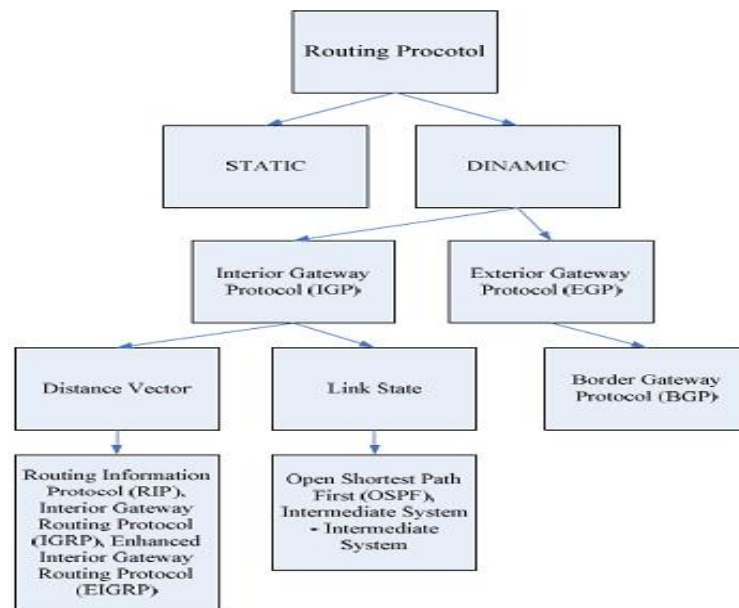 Routing Procotol
STATIC
DINAMIC
Interior Gateway
Protocol (IGP)
Exterior Gateway
Protocol (EGP)
Distance Vector
Link State
Border Gateway
Protocol (BGP)
Routing Information
Protocol (RIP), Interior Gateway
Routing Protocol
(IGRP), Enhanced
Interior Gateway
Routing Protocol
(EIGRP)
Open Shortest Path
First (OSPF),
Intermediate System
- Intermediate
System